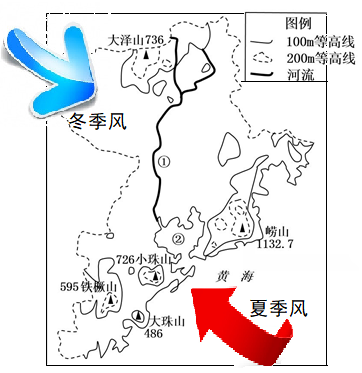 大泽山736
图例
100m等高线
200m等高线
河流
冬季风
①
②
崂山
1132.7
726小珠山
黄海
595铁橛山
大珠山
486
夏季风